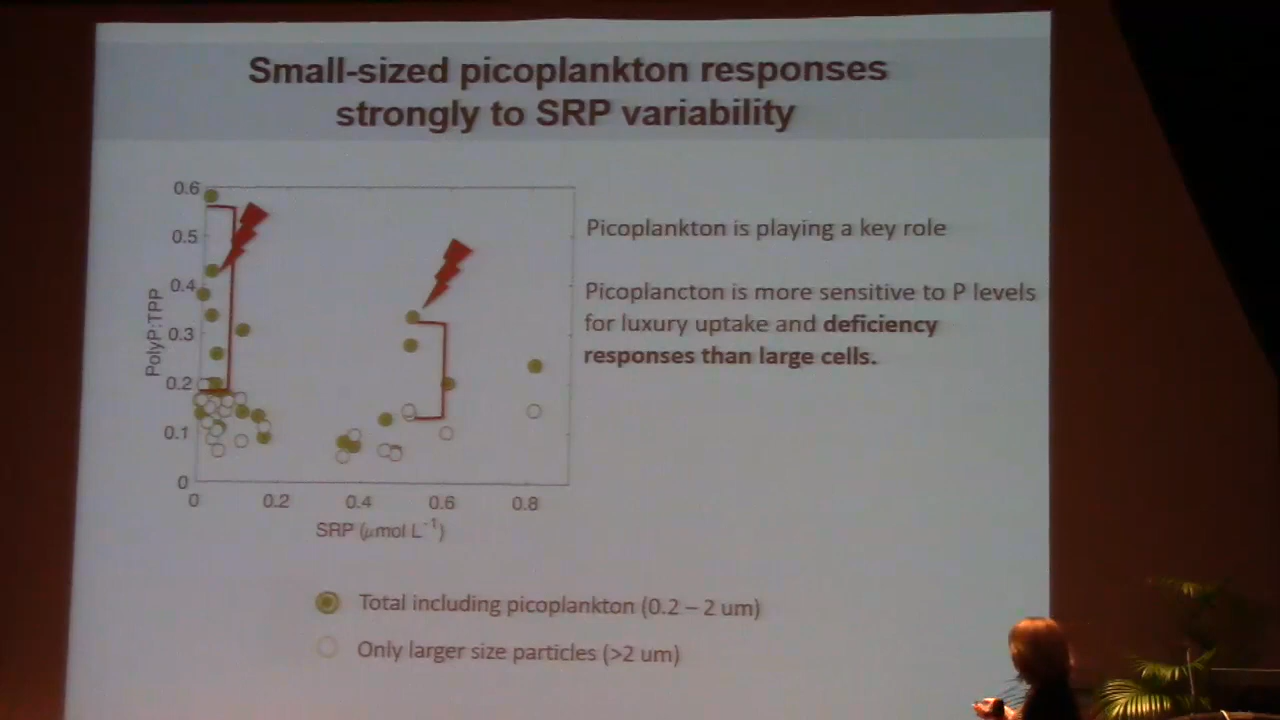 Small-sized picoplankton responses
strongly to SRP variability
0.6
0.5
0.4
0.3
0.2
0.1
0
PolyP:TPP
0
0.2
0.4
0.6
0.8
SRP (μmol L⁻¹)
Picoplankton is playing a key role
Picoplancton is more sensitive to P levels
for luxury uptake and deficiency
responses than large cells.
Total including picoplankton (0.2 – 2 um)
Only larger size particles (>2 um)